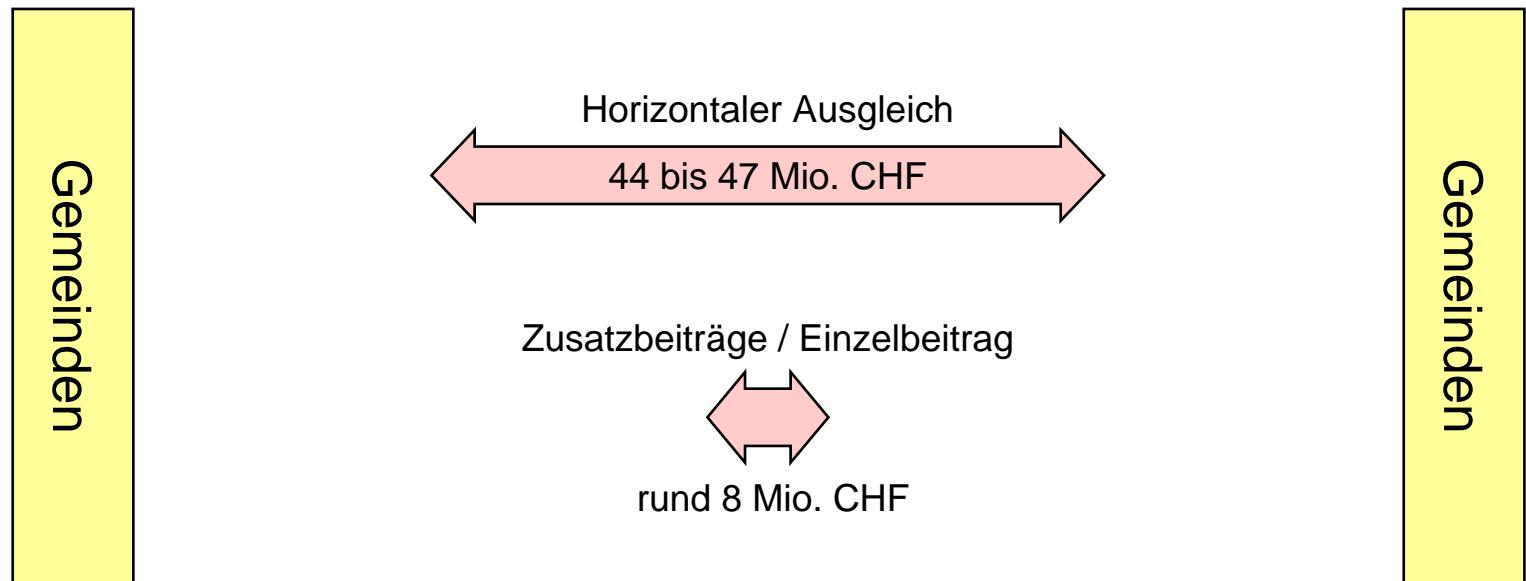 Gemeinden
Horizontaler Ausgleich
44 bis 47 Mio. CHF
Zusatzbeiträge / Einzelbeitrag
rund 8 Mio. CHF
Gemeinden